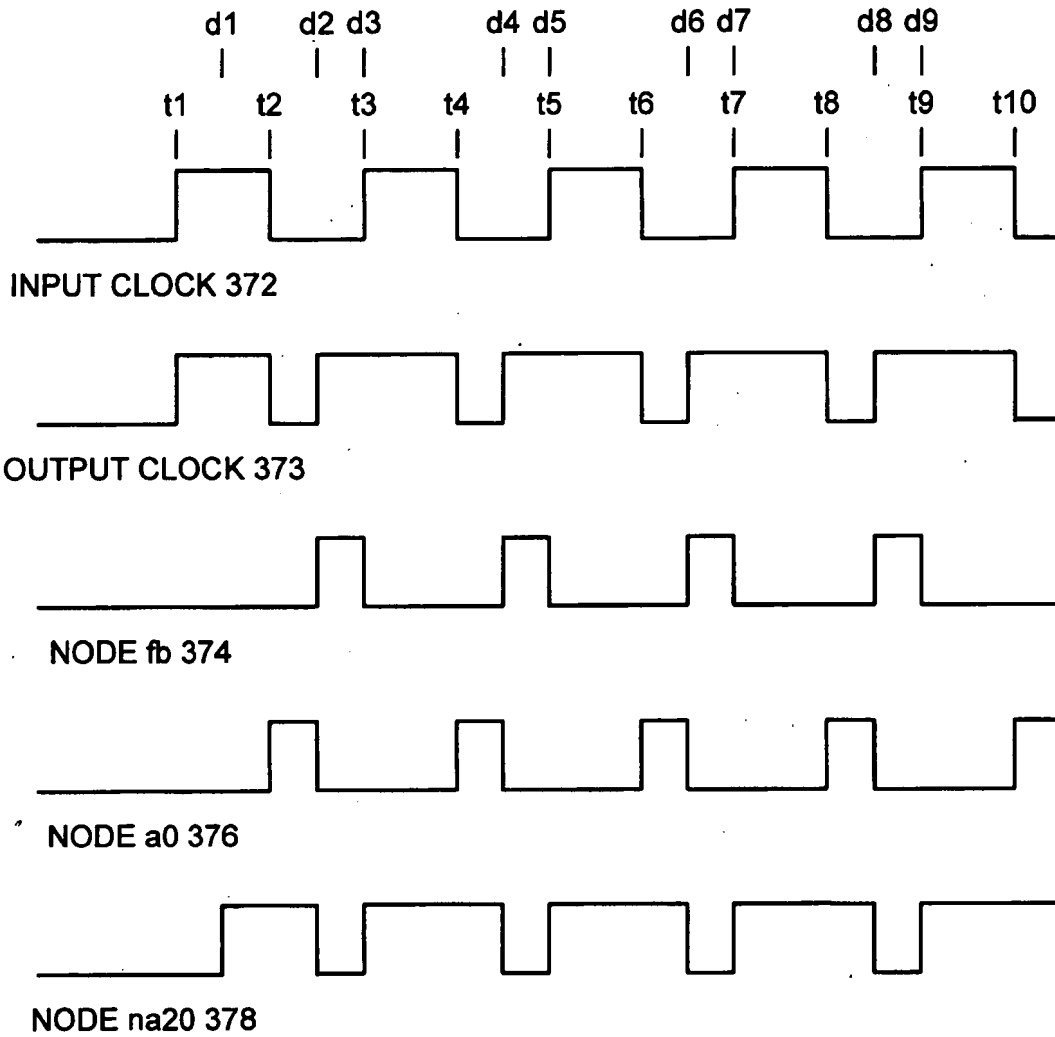 d1 d2 d3 d4 d5 d6 d7 d8 d9
t1 t2 t3 t4 t5 t6 t7 t8 t9 t10
INPUT CLOCK 372
OUTPUT CLOCK 373
NODE fb 374
NODE a0 376
NODE na20 378